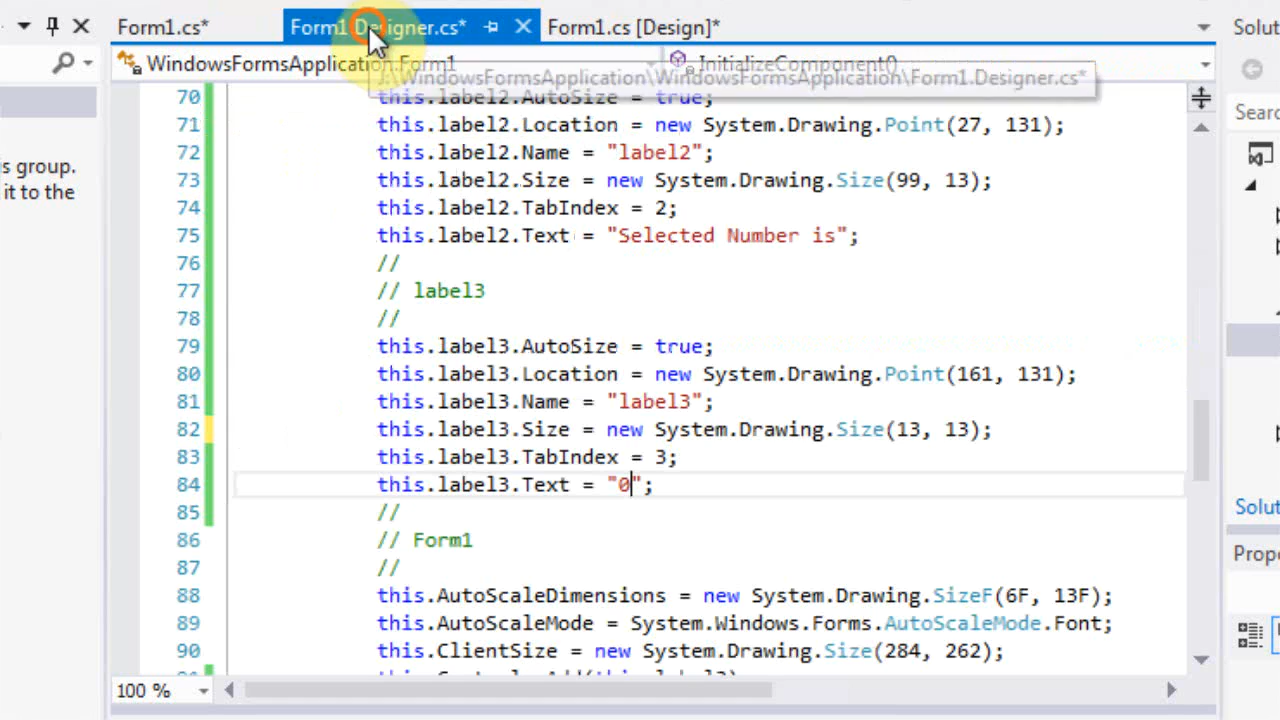 Form1.cs*
Form1.Designer.cs*
Form1.cs [Design]*
Solut
WindowsFormsApplication.Form1
InitializeComponent()
J:\WindowsFormsApplication\WindowsFormsApplication\Form1.Designer.cs*
Searc
is group.
it to the
70 this.label2.AutoSize = true;
71 this.label2.Location = new System.Drawing.Point(27, 131);
72 this.label2.Name = "label2";
73 this.label2.Size = new System.Drawing.Size(99, 13);
74 this.label2.TabIndex = 2;
75 this.label2.Text = "Selected Number is";
76 //
77 // label3
78 //
79 this.label3.AutoSize = true;
80 this.label3.Location = new System.Drawing.Point(161, 131);
81 this.label3.Name = "label3";
82 this.label3.Size = new System.Drawing.Size(13, 13);
83 this.label3.TabIndex = 3;
84 this.label3.Text = "0";
85 //
86 // Form1
87 //
88 this.AutoScaleDimensions = new System.Drawing.SizeF(6F, 13F);
89 this.AutoScaleMode = System.Windows.Forms.AutoScaleMode.Font;
90 this.ClientSize = new System.Drawing.Size(284, 262);
Solut
Prope
100 %